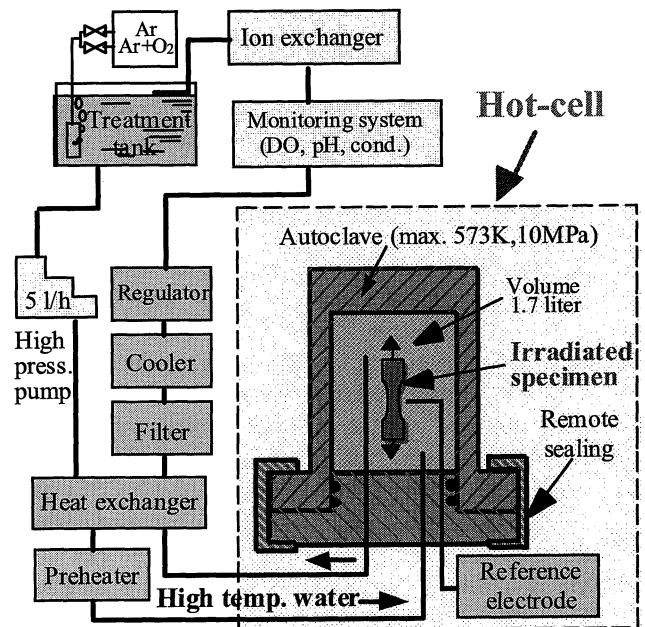 Ar
Ar+O₂
Ion exchanger
Treatment
tank
Monitoring system
(DO, pH, cond.)
Hot-cell
Autoclave (max. 573K,10MPa)
5 l/h
Regulator
Volume
1.7 liter
High
press.
pump
Cooler
Irradiated
specimen
Filter
Remote
sealing
Heat exchanger
Preheater
High temp. water
Reference
electrode